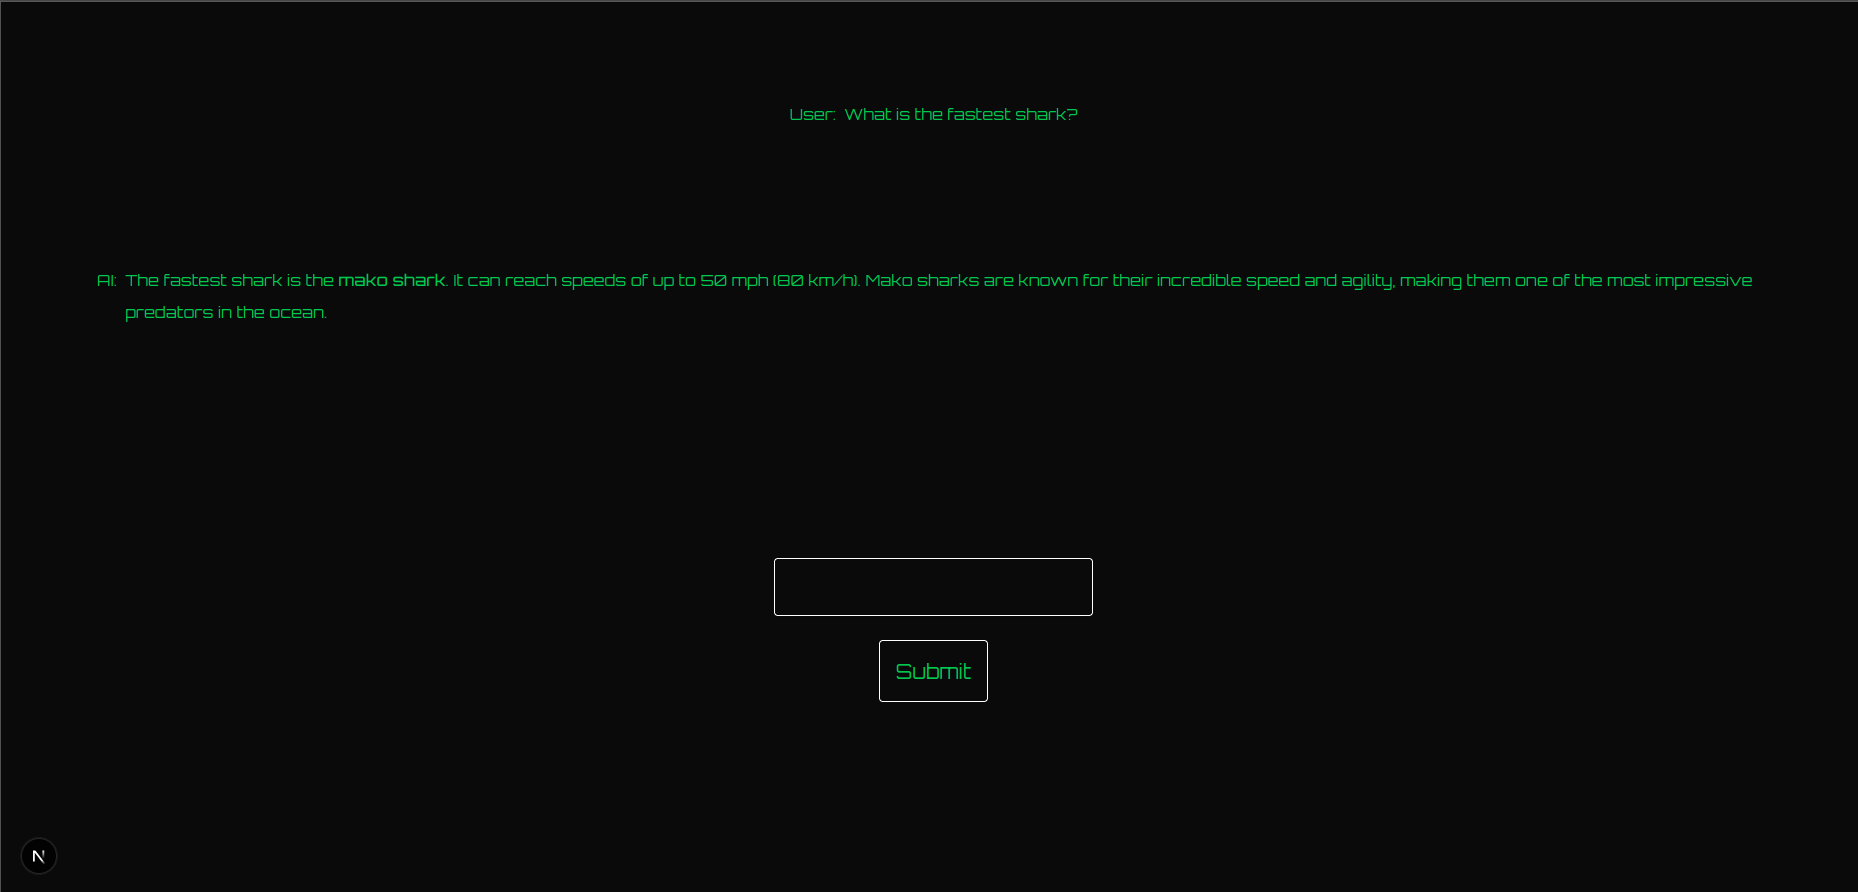 User: What is the fastest shark?
AI: The fastest shark is the mako shark. It can reach speeds of up to 50 mph (80 km/h). Mako sharks are known for their incredible speed and agility, making them one of the most impressive
predators in the ocean.
Submit
N